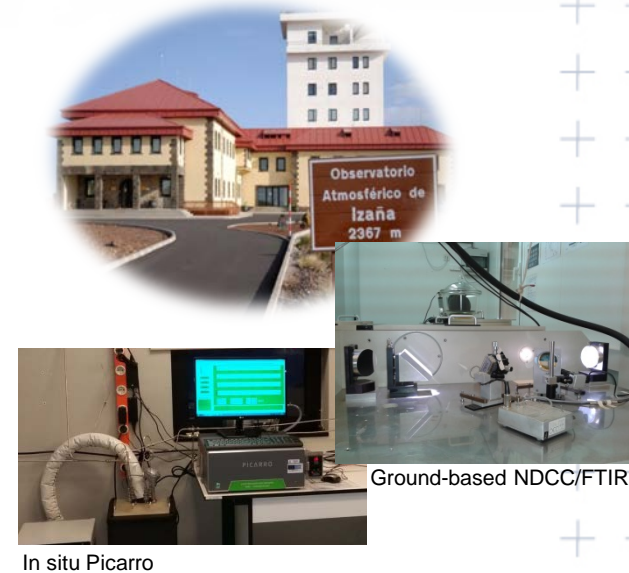 Observatorio
Atmosférico de
Izaña
2367 m
PICARRO
Ground-based NDCC/FTIR
In situ Picarro